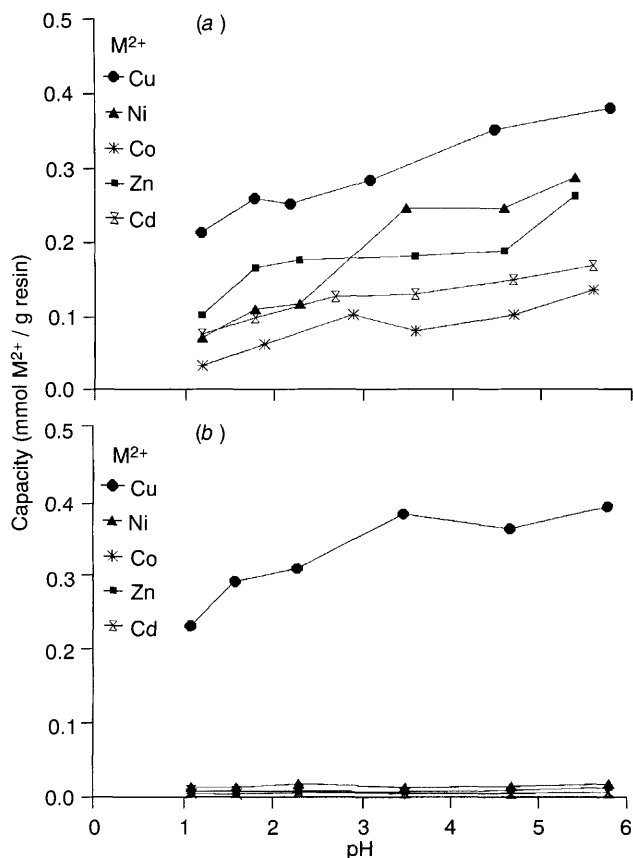 0.5
(a)
M²⁺
Cu
0.4
Ni
Co
0.3
Zn
Cd
0.2
0.1
0.0
Capacity (mmol M²⁺ / g resin)
0.5
(b)
M²⁺
Cu
0.4
Ni
Co
0.3
Zn
Cd
0.2
0.1
0.0
0 1 2 3 4 5 6
pH